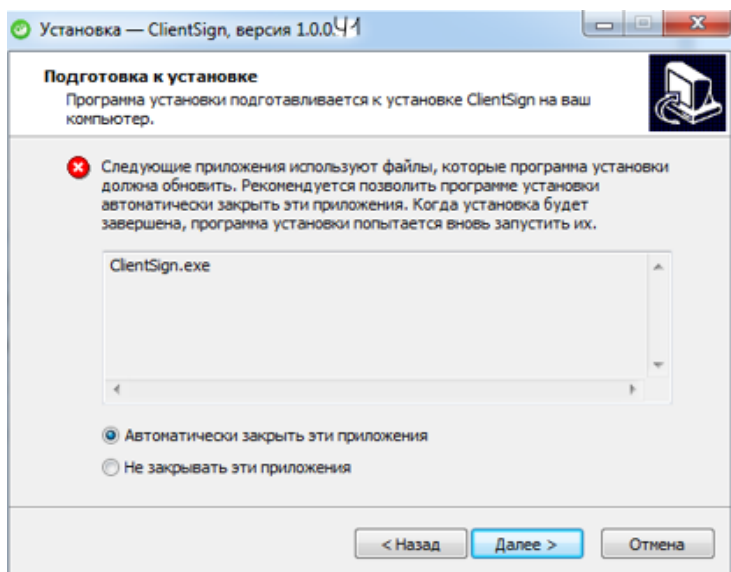 Установка — ClientSign, версия 1.0.0.41
Подготовка к установке
Программа установки подготавливается к установке ClientSign на ваш
компьютер.
Следующие приложения используют файлы, которые программа установки
должна обновить. Рекомендуется позволить программе установки
автоматически закрыть эти приложения. Когда установка будет
завершена, программа установки попытается вновь запустить их.
ClientSign.exe
Автоматически закрыть эти приложения
Не закрывать эти приложения
< Назад
Далее >
Отмена